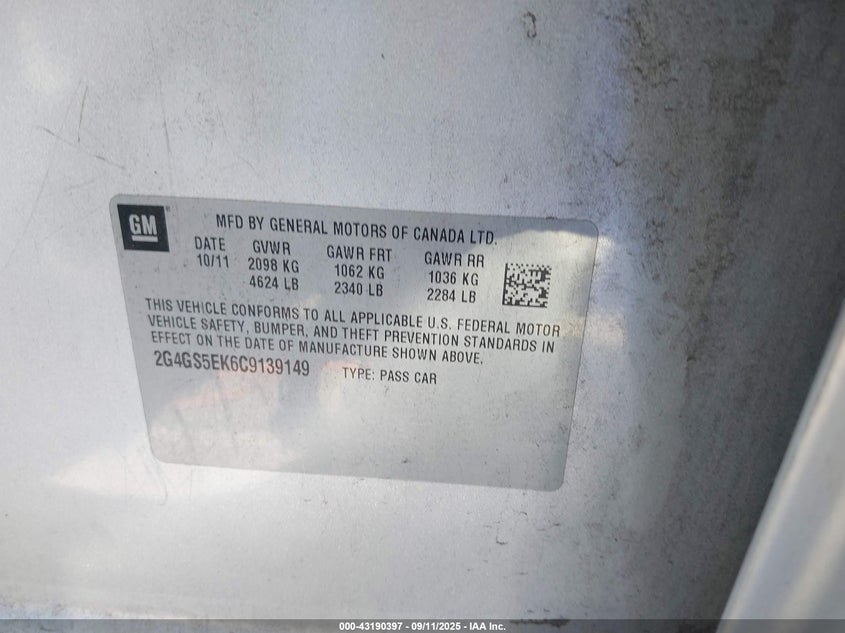 GM
MFD BY GENERAL MOTORS OF CANADA LTD.
DATE GVWR GAWR FRT GAWR RR
10/11 2098 KG 1062 KG 1036 KG
4624 LB 2340 LB 2284 LB
THIS VEHICLE CONFORMS TO ALL APPLICABLE U.S. FEDERAL MOTOR
VEHICLE SAFETY, BUMPER, AND THEFT PREVENTION STANDARDS IN
EFFECT ON THE DATE OF MANUFACTURE SHOWN ABOVE.
2G4GS5EK6C9139149 TYPE: PASS CAR
000-43190397 - 09/11/2025 - IAA Inc.